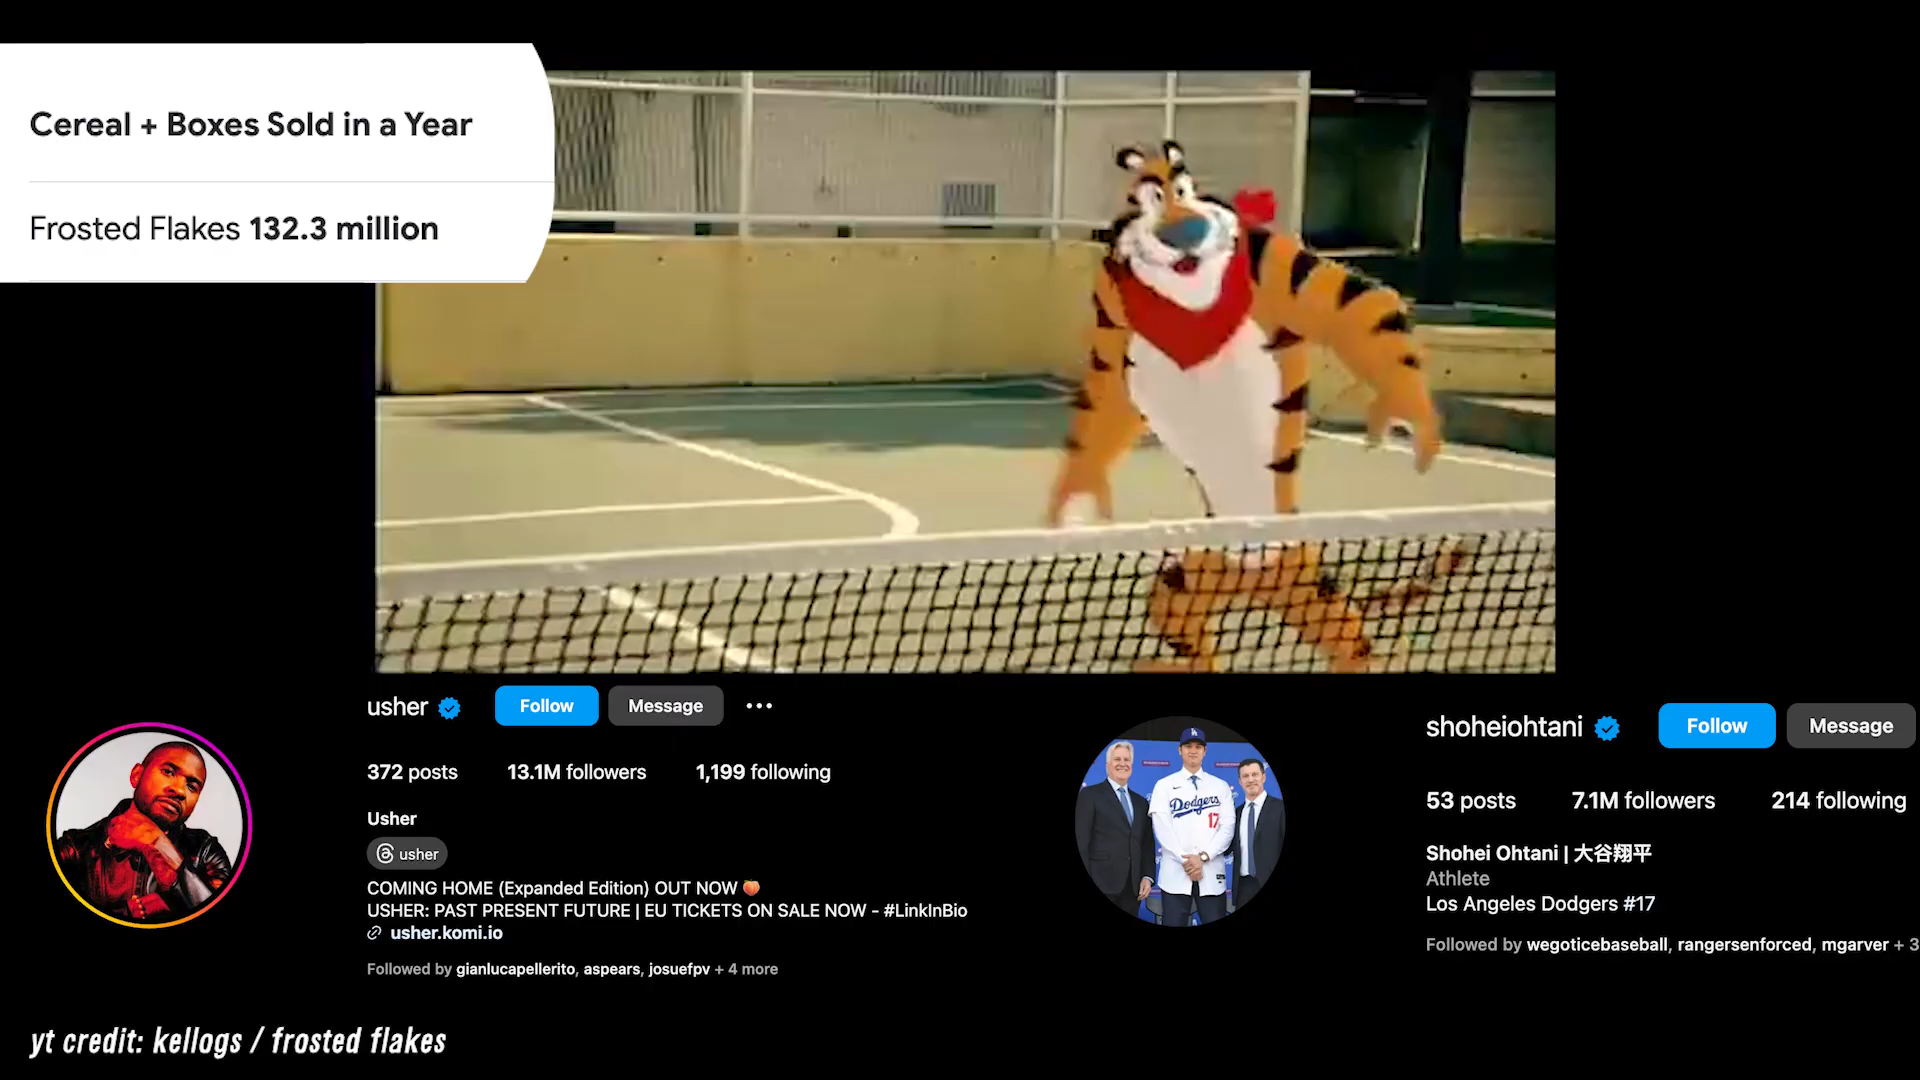 Cereal + Boxes Sold in a Year
Frosted Flakes 132.3 million
usher
Follow
Message
372 posts
13.1M followers
1,199 following
Usher
usher
COMING HOME (Expanded Edition) OUT NOW 🍑
USHER: PAST PRESENT FUTURE | EU TICKETS ON SALE NOW - #LinkInBio
usher.komi.io
Followed by gianlucapellerito, aspears, josuefpv + 4 more
LA
Dodgers
17
shoheiohtani
Follow
Message
53 posts
7.1M followers
214 following
Shohei Ohtani | 大谷翔平
Athlete
Los Angeles Dodgers #17
Followed by wegoticebaseball, rangersenforced, mgarver + 3
yt credit: kellogs / frosted flakes